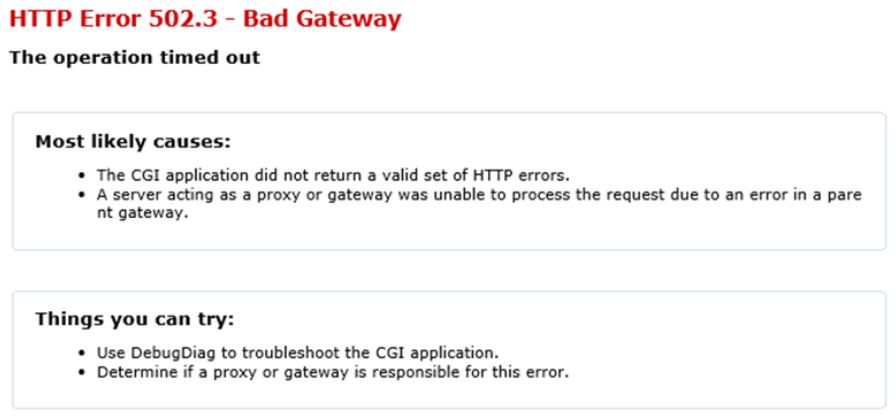 HTTP Error 502.3 - Bad Gateway
The operation timed out
Most likely causes:
• The CGI application did not return a valid set of HTTP errors.
• A server acting as a proxy or gateway was unable to process the request due to an error in a pare
nt gateway.
Things you can try:
• Use DebugDiag to troubleshoot the CGI application.
• Determine if a proxy or gateway is responsible for this error.